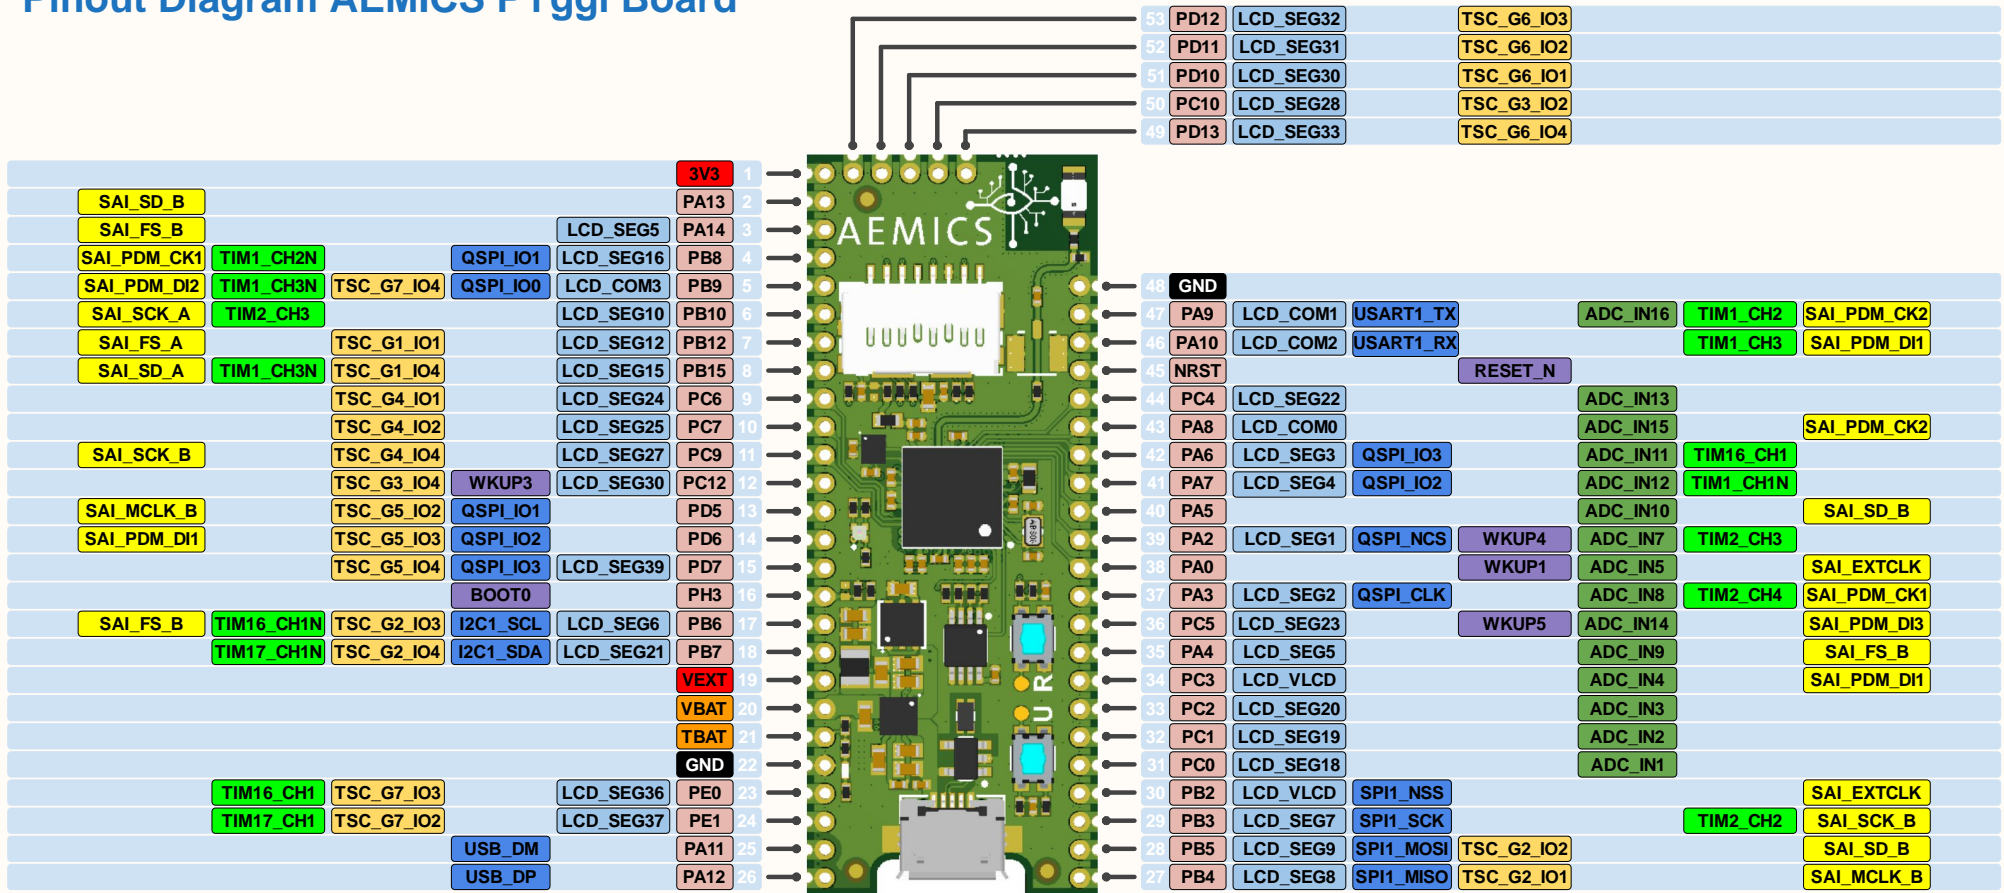 Pinout Diagram AEMICS PYggi Board
53 PD12 LCD_SEG32 TSC_G6_IO3
52 PD11 LCD_SEG31 TSC_G6_IO2
51 PD10 LCD_SEG30 TSC_G6_IO1
50 PC10 LCD_SEG28 TSC_G3_IO2
49 PD13 LCD_SEG33 TSC_G6_IO4
3V3 1
SAI_SD_B PA13 2
SAI_FS_B LCD_SEG5 PA14 3
SAI_PDM_CK1 TIM1_CH2N QSPI_IO1 LCD_SEG16 PB8 4
SAI_PDM_DI2 TIM1_CH3N TSC_G7_IO4 QSPI_IO0 LCD_COM3 PB9 5
SAI_SCK_A TIM2_CH3 LCD_SEG10 PB10 6
SAI_FS_A TSC_G1_IO1 LCD_SEG12 PB12 7
SAI_SD_A TIM1_CH3N TSC_G1_IO4 LCD_SEG15 PB15 8
TSC_G4_IO1 LCD_SEG24 PC6 9
TSC_G4_IO2 LCD_SEG25 PC7 10
SAI_SCK_B TSC_G4_IO4 LCD_SEG27 PC9 11
TSC_G3_IO4 WKUP3 LCD_SEG30 PC12 12
SAI_MCLK_B TSC_G5_IO2 QSPI_IO1 PD5 13
SAI_PDM_DI1 TSC_G5_IO3 QSPI_IO2 PD6 14
TSC_G5_IO4 QSPI_IO3 LCD_SEG39 PD7 15
BOOT0 PH3 16
SAI_FS_B TIM16_CH1N TSC_G2_IO3 I2C1_SCL LCD_SEG6 PB6 17
TIM17_CH1N TSC_G2_IO4 I2C1_SDA LCD_SEG21 PB7 18
VEXT 19
VBAT 20
TBAT 21
GND 22
TIM16_CH1 TSC_G7_IO3 LCD_SEG36 PE0 23
TIM17_CH1 TSC_G7_IO2 LCD_SEG37 PE1 24
USB_DM PA11 25
USB_DP PA12 26
AEMICS
R
U
48 GND
47 PA9 LCD_COM1 USART1_TX ADC_IN16 TIM1_CH2 SAI_PDM_CK2
46 PA10 LCD_COM2 USART1_RX TIM1_CH3 SAI_PDM_DI1
45 NRST RESET_N
44 PC4 LCD_SEG22 ADC_IN13
43 PA8 LCD_COM0 ADC_IN15 SAI_PDM_CK2
42 PA6 LCD_SEG3 QSPI_IO3 ADC_IN11 TIM16_CH1
41 PA7 LCD_SEG4 QSPI_IO2 ADC_IN12 TIM1_CH1N
40 PA5 ADC_IN10 SAI_SD_B
39 PA2 LCD_SEG1 QSPI_NCS WKUP4 ADC_IN7 TIM2_CH3
38 PA0 WKUP1 ADC_IN5 SAI_EXTCLK
37 PA3 LCD_SEG2 QSPI_CLK ADC_IN8 TIM2_CH4 SAI_PDM_CK1
36 PC5 LCD_SEG23 WKUP5 ADC_IN14 SAI_PDM_DI3
35 PA4 LCD_SEG5 ADC_IN9 SAI_FS_B
34 PC3 LCD_VLCD ADC_IN4 SAI_PDM_DI1
33 PC2 LCD_SEG20 ADC_IN3
32 PC1 LCD_SEG19 ADC_IN2
31 PC0 LCD_SEG18 ADC_IN1
30 PB2 LCD_VLCD SPI1_NSS SAI_EXTCLK
29 PB3 LCD_SEG7 SPI1_SCK TIM2_CH2 SAI_SCK_B
28 PB5 LCD_SEG9 SPI1_MOSI TSC_G2_IO2 SAI_SD_B
27 PB4 LCD_SEG8 SPI1_MISO TSC_G2_IO1 SAI_MCLK_B